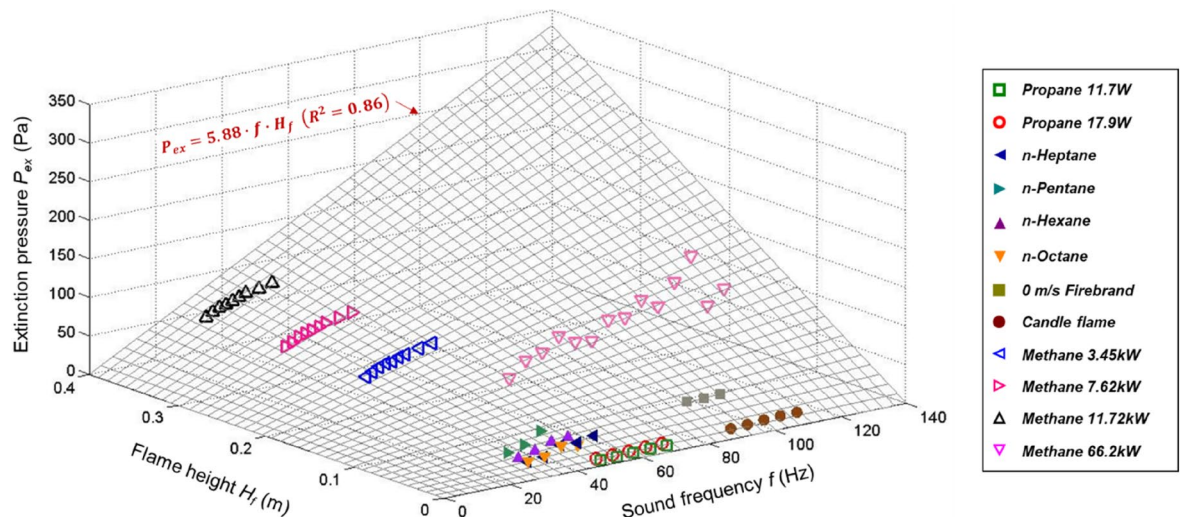 350
300
250
200
150
100
50
0
Extinction pressure P_ex (Pa)
P_ex = 5.88 · f · H_f (R² = 0.86)
0.4
0.3
0.2
0.1
0
Flame height H_f (m)
0
20
40
60
80
100
120
140
Sound frequency f (Hz)
Propane 11.7W
Propane 17.9W
n-Heptane
n-Pentane
n-Hexane
n-Octane
0 m/s Firebrand
Candle flame
Methane 3.45kW
Methane 7.62kW
Methane 11.72kW
Methane 66.2kW